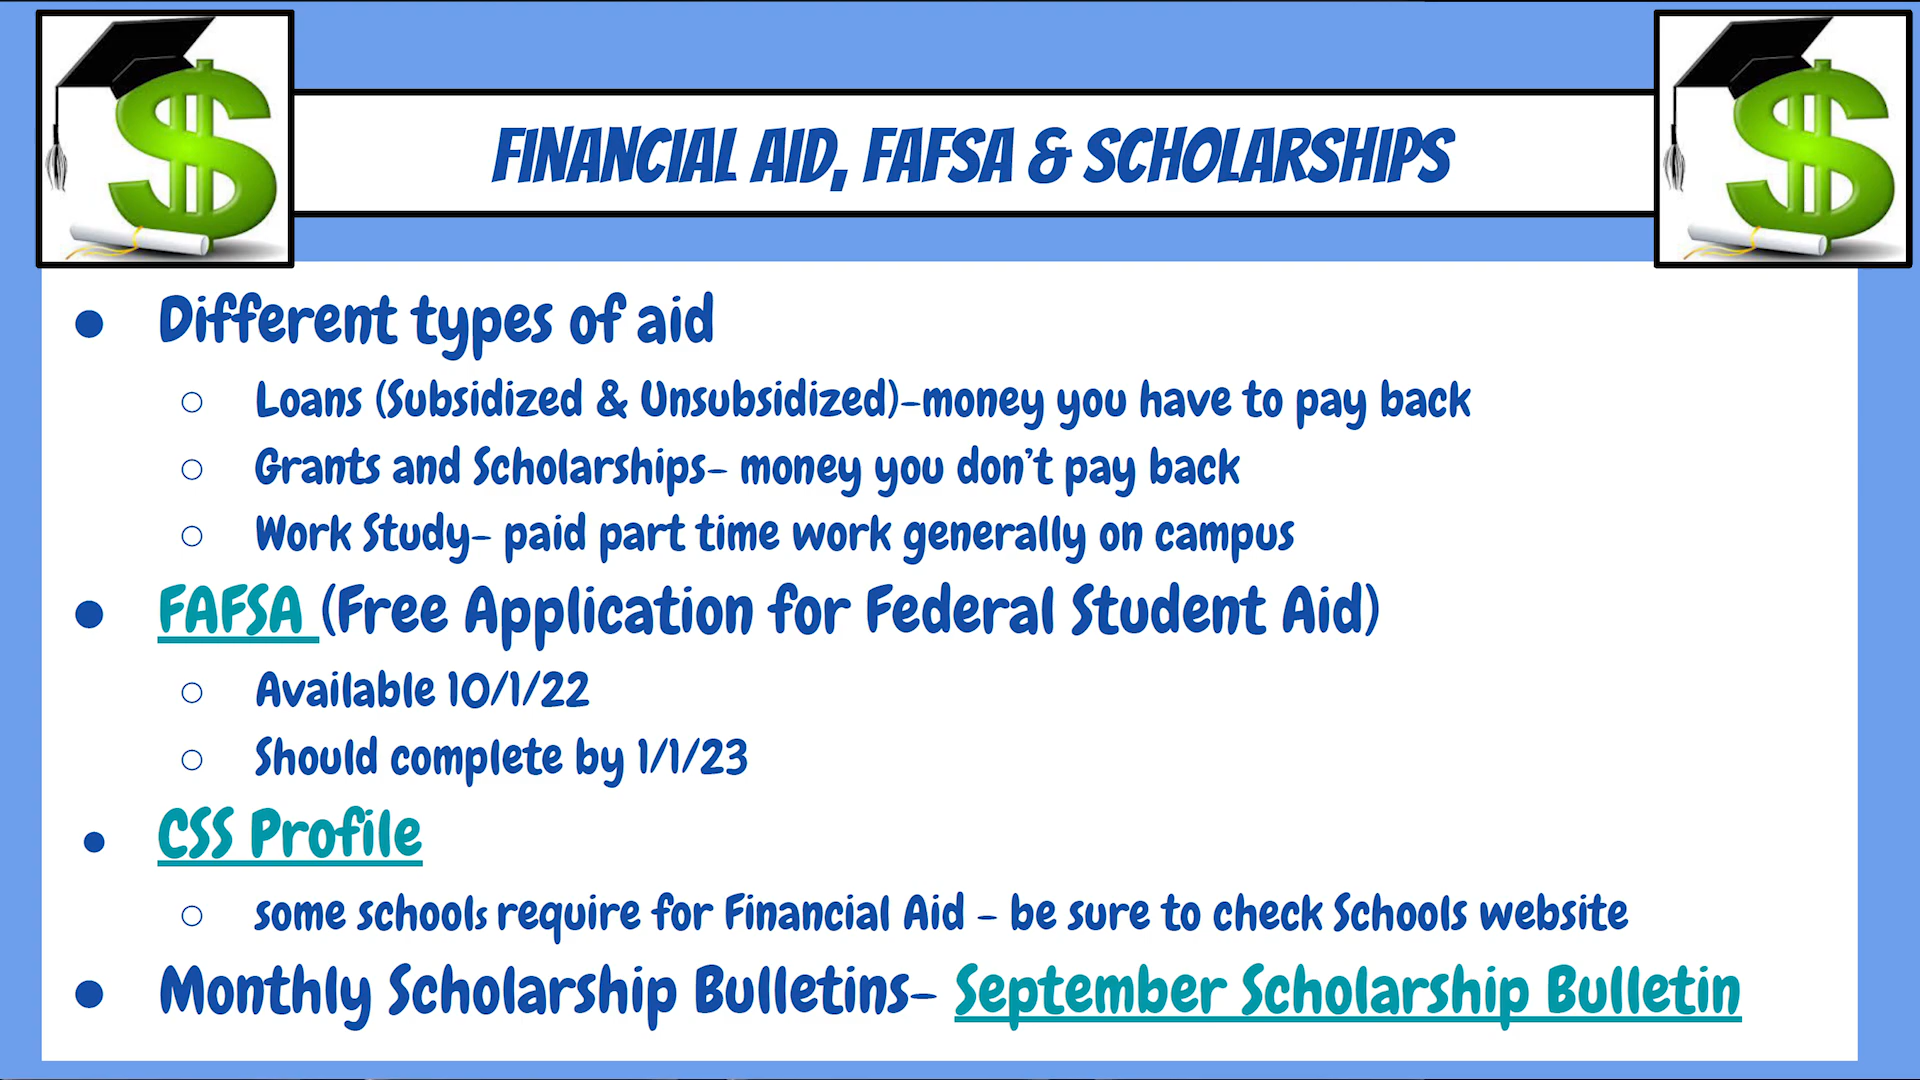 FINANCIAL AID, FAFSA & SCHOLARSHIPS
● Different types of aid
○ Loans (Subsidized & Unsubsidized)-money you have to pay back
○ Grants and Scholarships- money you don't pay back
○ Work Study- paid part time work generally on campus
● FAFSA (Free Application for Federal Student Aid)
○ Available 10/1/22
○ Should complete by 1/1/23
● CSS Profile
○ some schools require for Financial Aid - be sure to check Schools website
● Monthly Scholarship Bulletins- September Scholarship Bulletin